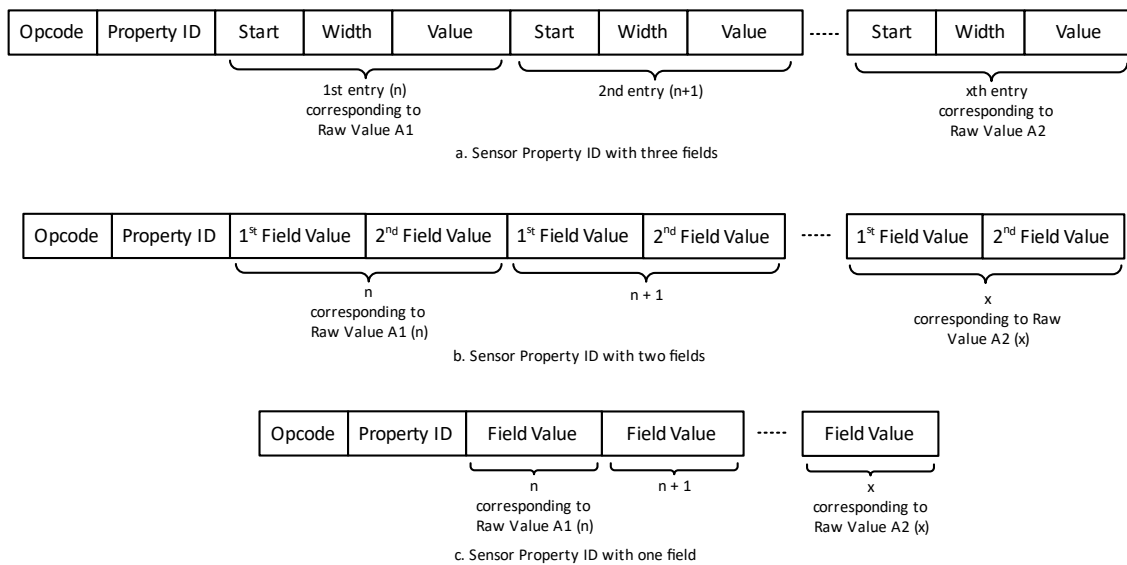 Opcode Property ID Start Width Value Start Width Value ..... Start Width Value
1st entry (n)
corresponding to
Raw Value A1
2nd entry (n+1)
xth entry
corresponding to
Raw Value A2
a. Sensor Property ID with three fields
Opcode Property ID 1st Field Value 2nd Field Value 1st Field Value 2nd Field Value ..... 1st Field Value 2nd Field Value
n
corresponding to
Raw Value A1 (n)
n + 1
x
corresponding to Raw
Value A2 (x)
b. Sensor Property ID with two fields
Opcode Property ID Field Value Field Value ..... Field Value
n
corresponding to
Raw Value A1 (n)
n + 1
x
corresponding to
Raw Value A2 (x)
c. Sensor Property ID with one field